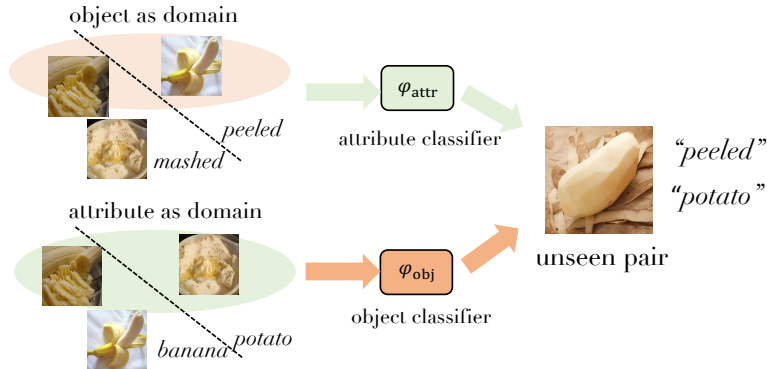 object as domain
peeled
mashed
φattr
attribute classifier
"peeled"
"potato"
unseen pair
attribute as domain
banana
potato
φobj
object classifier